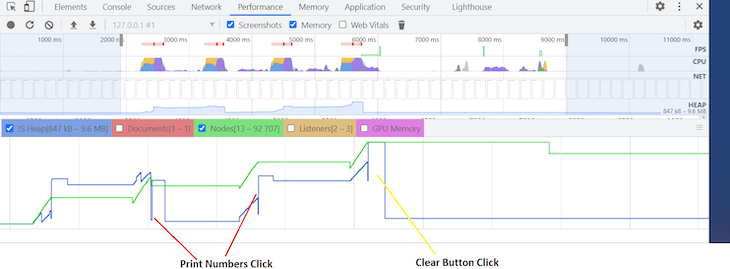 Elements Console Sources Network Performance Memory Application Security Lighthouse
127.0.0.1 #1 Screenshots Memory Web Vitals
1000 ms 2000 ms 3000 ms 4000 ms 5000 ms 6000 ms 7000 ms 8000 ms 9000 ms 10000 ms 11000 ms
FPS
CPU
NET
HEAP
847 kB – 9.6 MB
JS Heap[847 kB – 9.6 MB] Documents[1 – 1] Nodes[13 – 92 707] Listeners[2 – 3] GPU Memory
Print Numbers Click
Clear Button Click